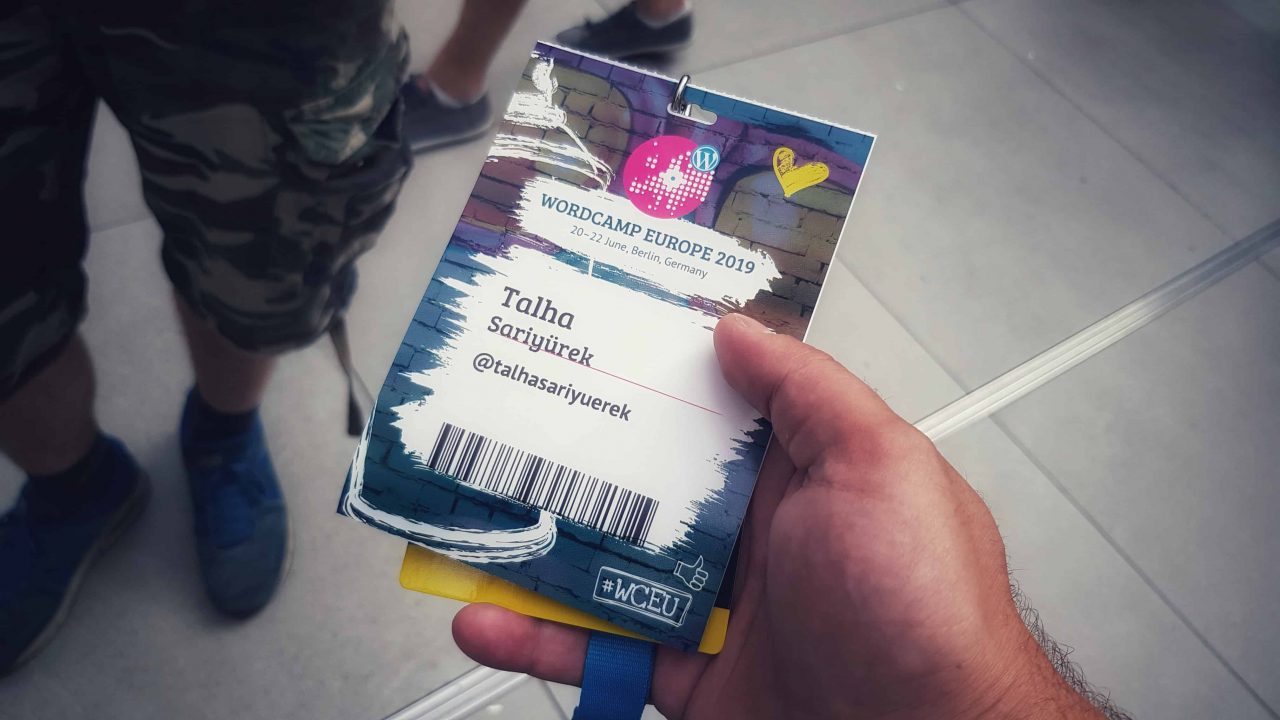 W
WORDCAMP EUROPE 2019
20–22 June, Berlin, Germany
Talha
Sariyürek
@talhasariyuerek
#WCEU